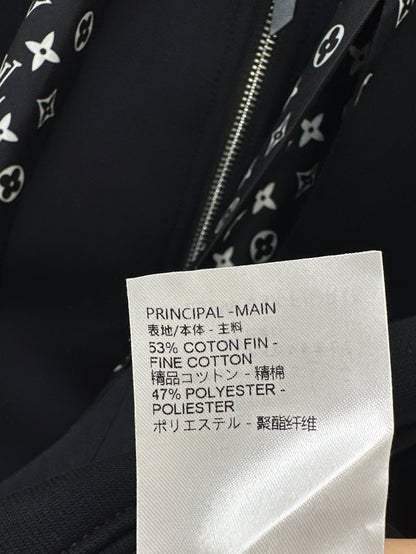 PRINCIPAL -MAIN
表地/本体 - 主料
53% COTON FIN -
FINE COTTON
精品コットン - 精棉
47% POLYESTER -
POLIESTER
ポリエステル - 聚酯纤维